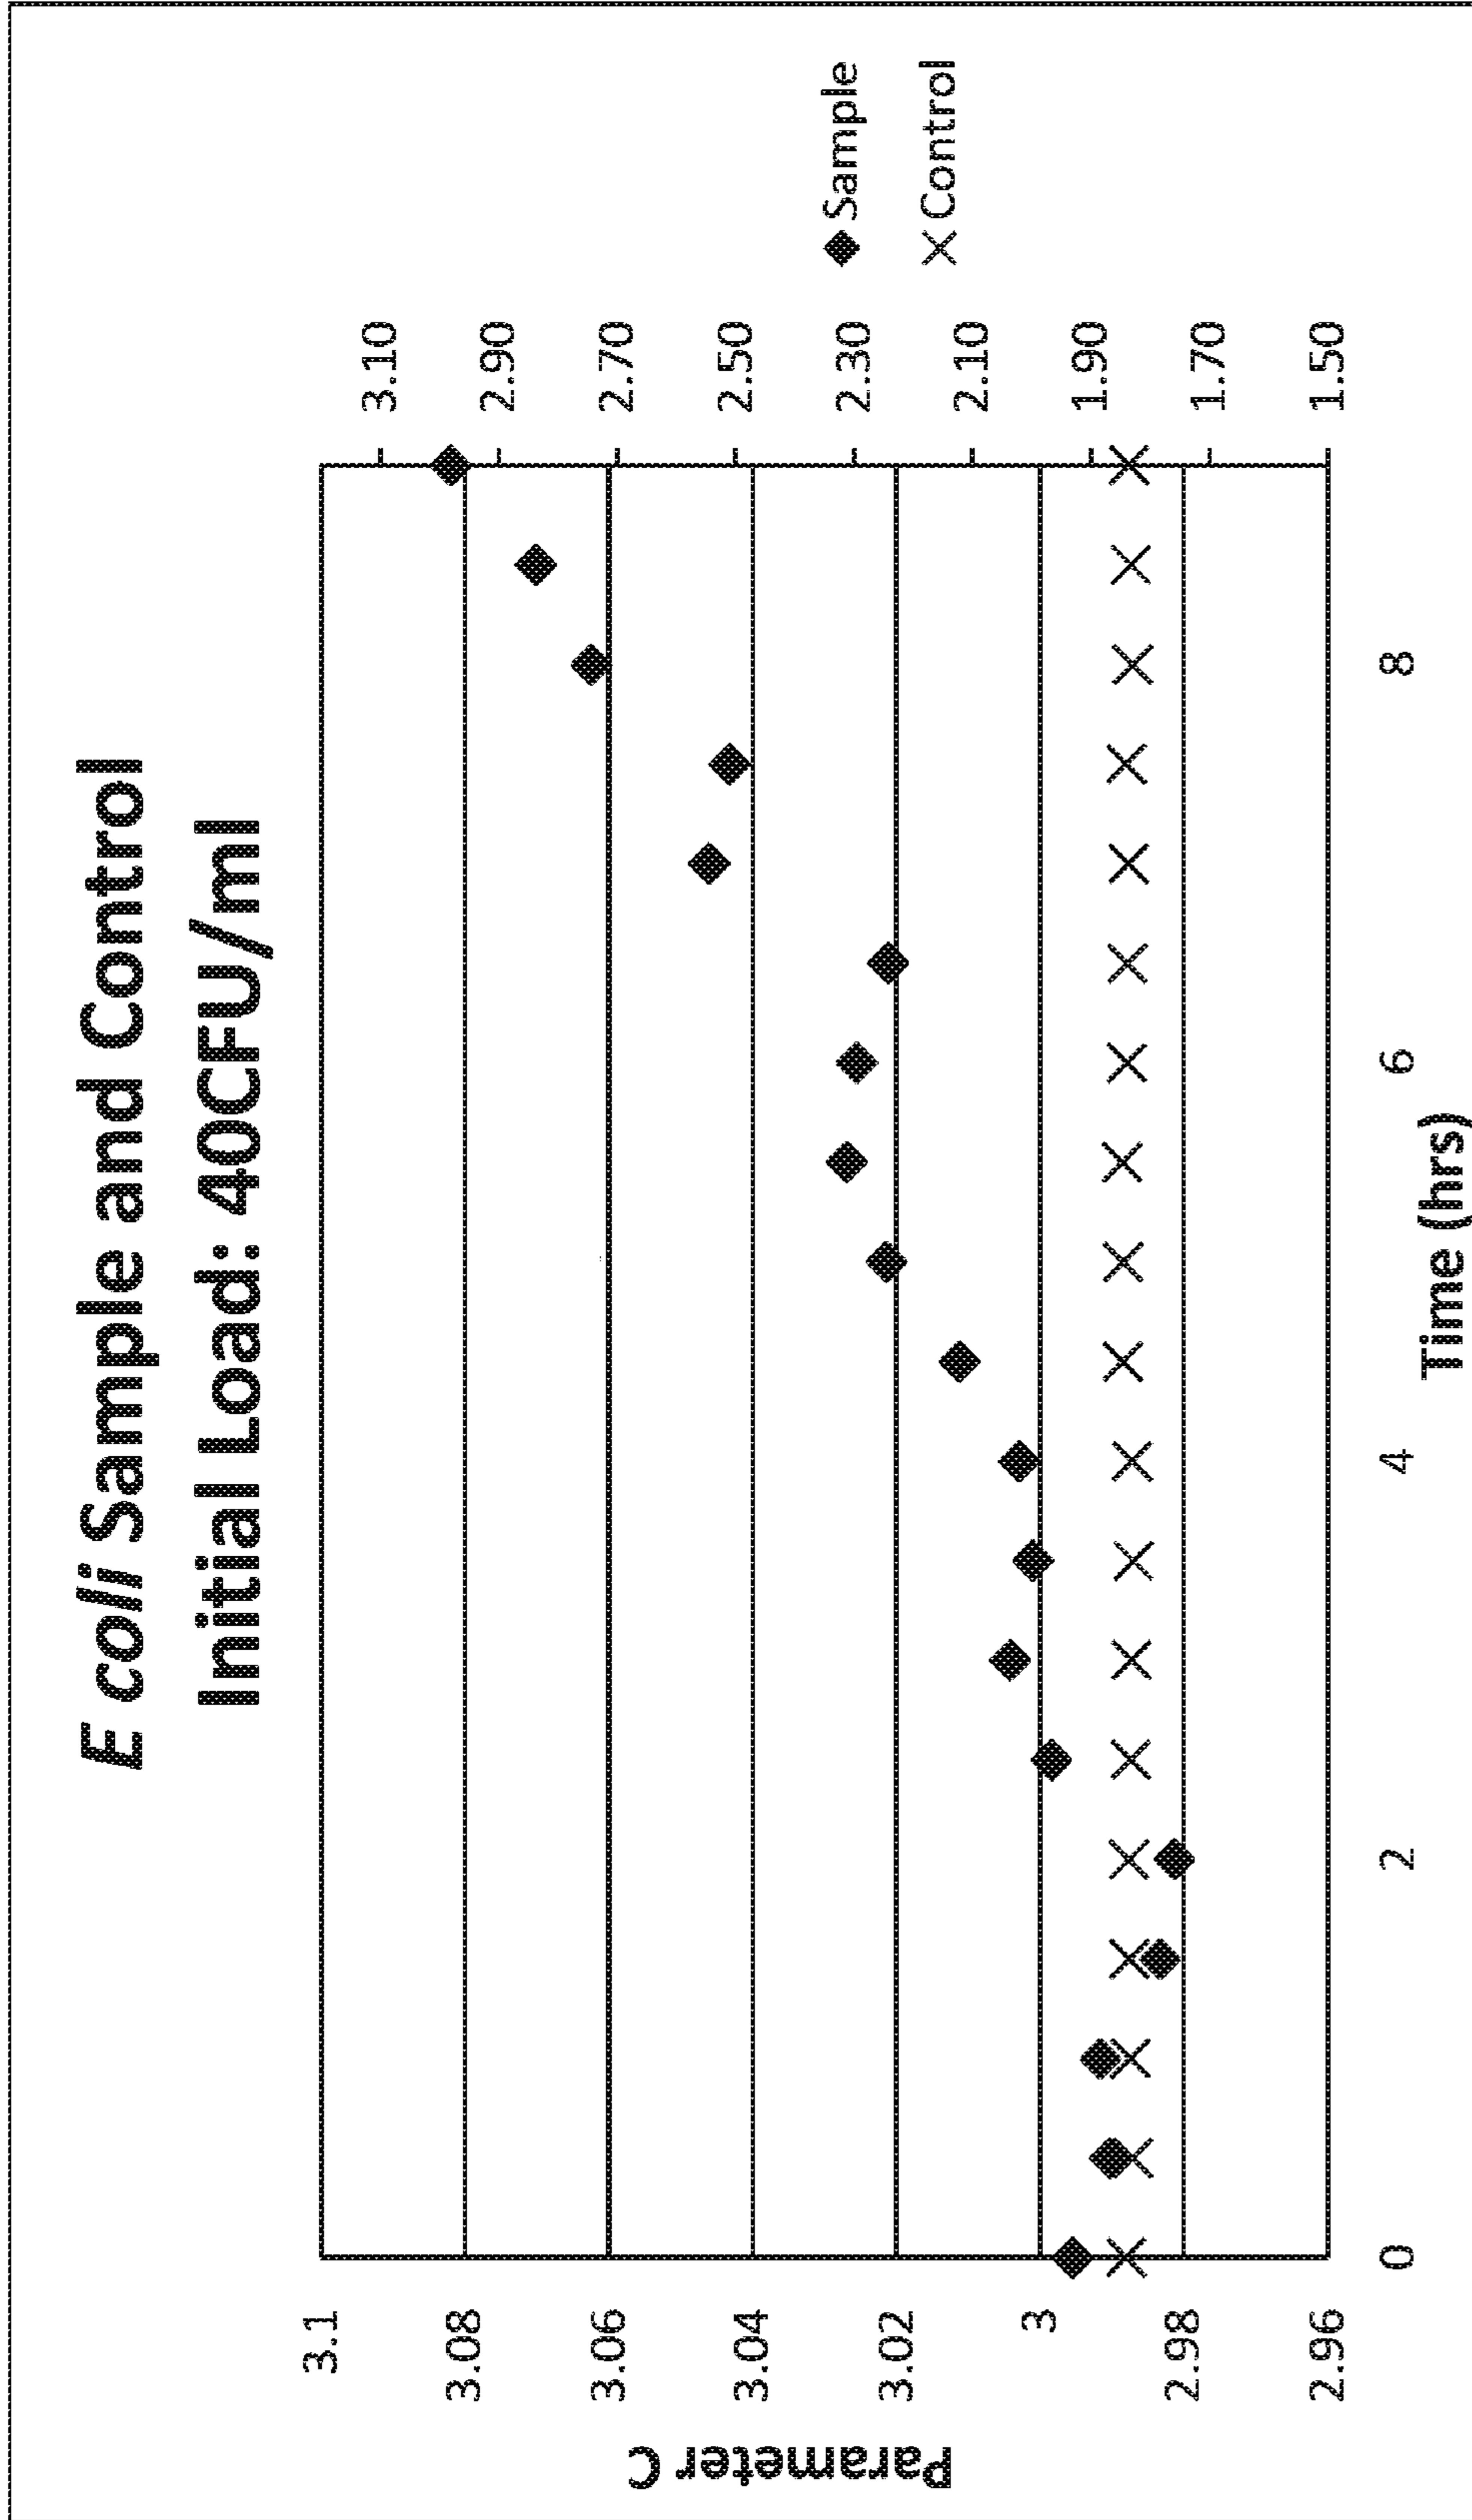 E coli Sample and Control
Initial Load: 40CFU/ml
Parameter C
3.1
3.08
3.06
3.04
3.02
3
2.98
2.96
3.10
2.90
2.70
2.50
2.30
2.10
1.90
1.70
1.50
Sample
Control
0 2 4 6 8
Time (hrs)